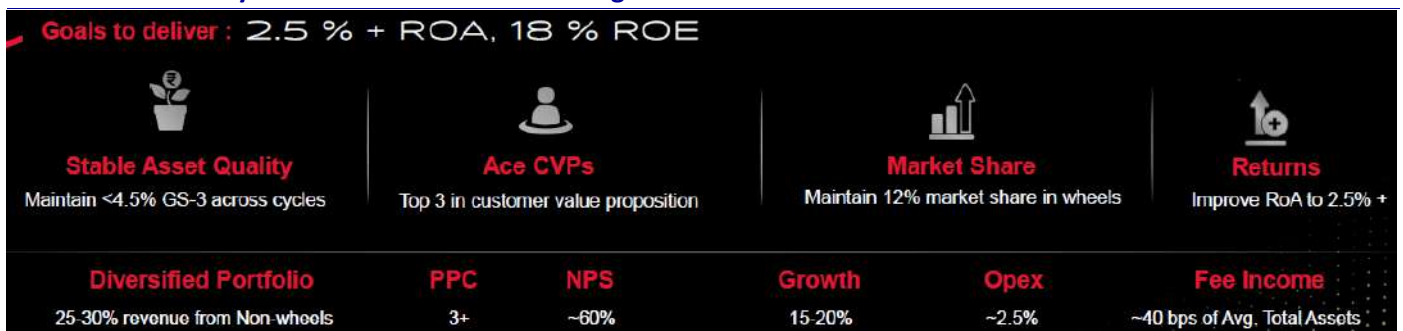 Goals to deliver : 2.5 % + ROA, 18 % ROE
₹
Stable Asset Quality
Maintain <4.5% GS-3 across cycles
Ace CVPs
Top 3 in customer value proposition
Market Share
Maintain 12% market share in wheels
Returns
Improve RoA to 2.5% +
Diversified Portfolio
25-30% revenue from Non-wheels
PPC
3+
NPS
~60%
Growth
15-20%
Opex
~2.5%
Fee Income
~40 bps of Avg. Total Assets